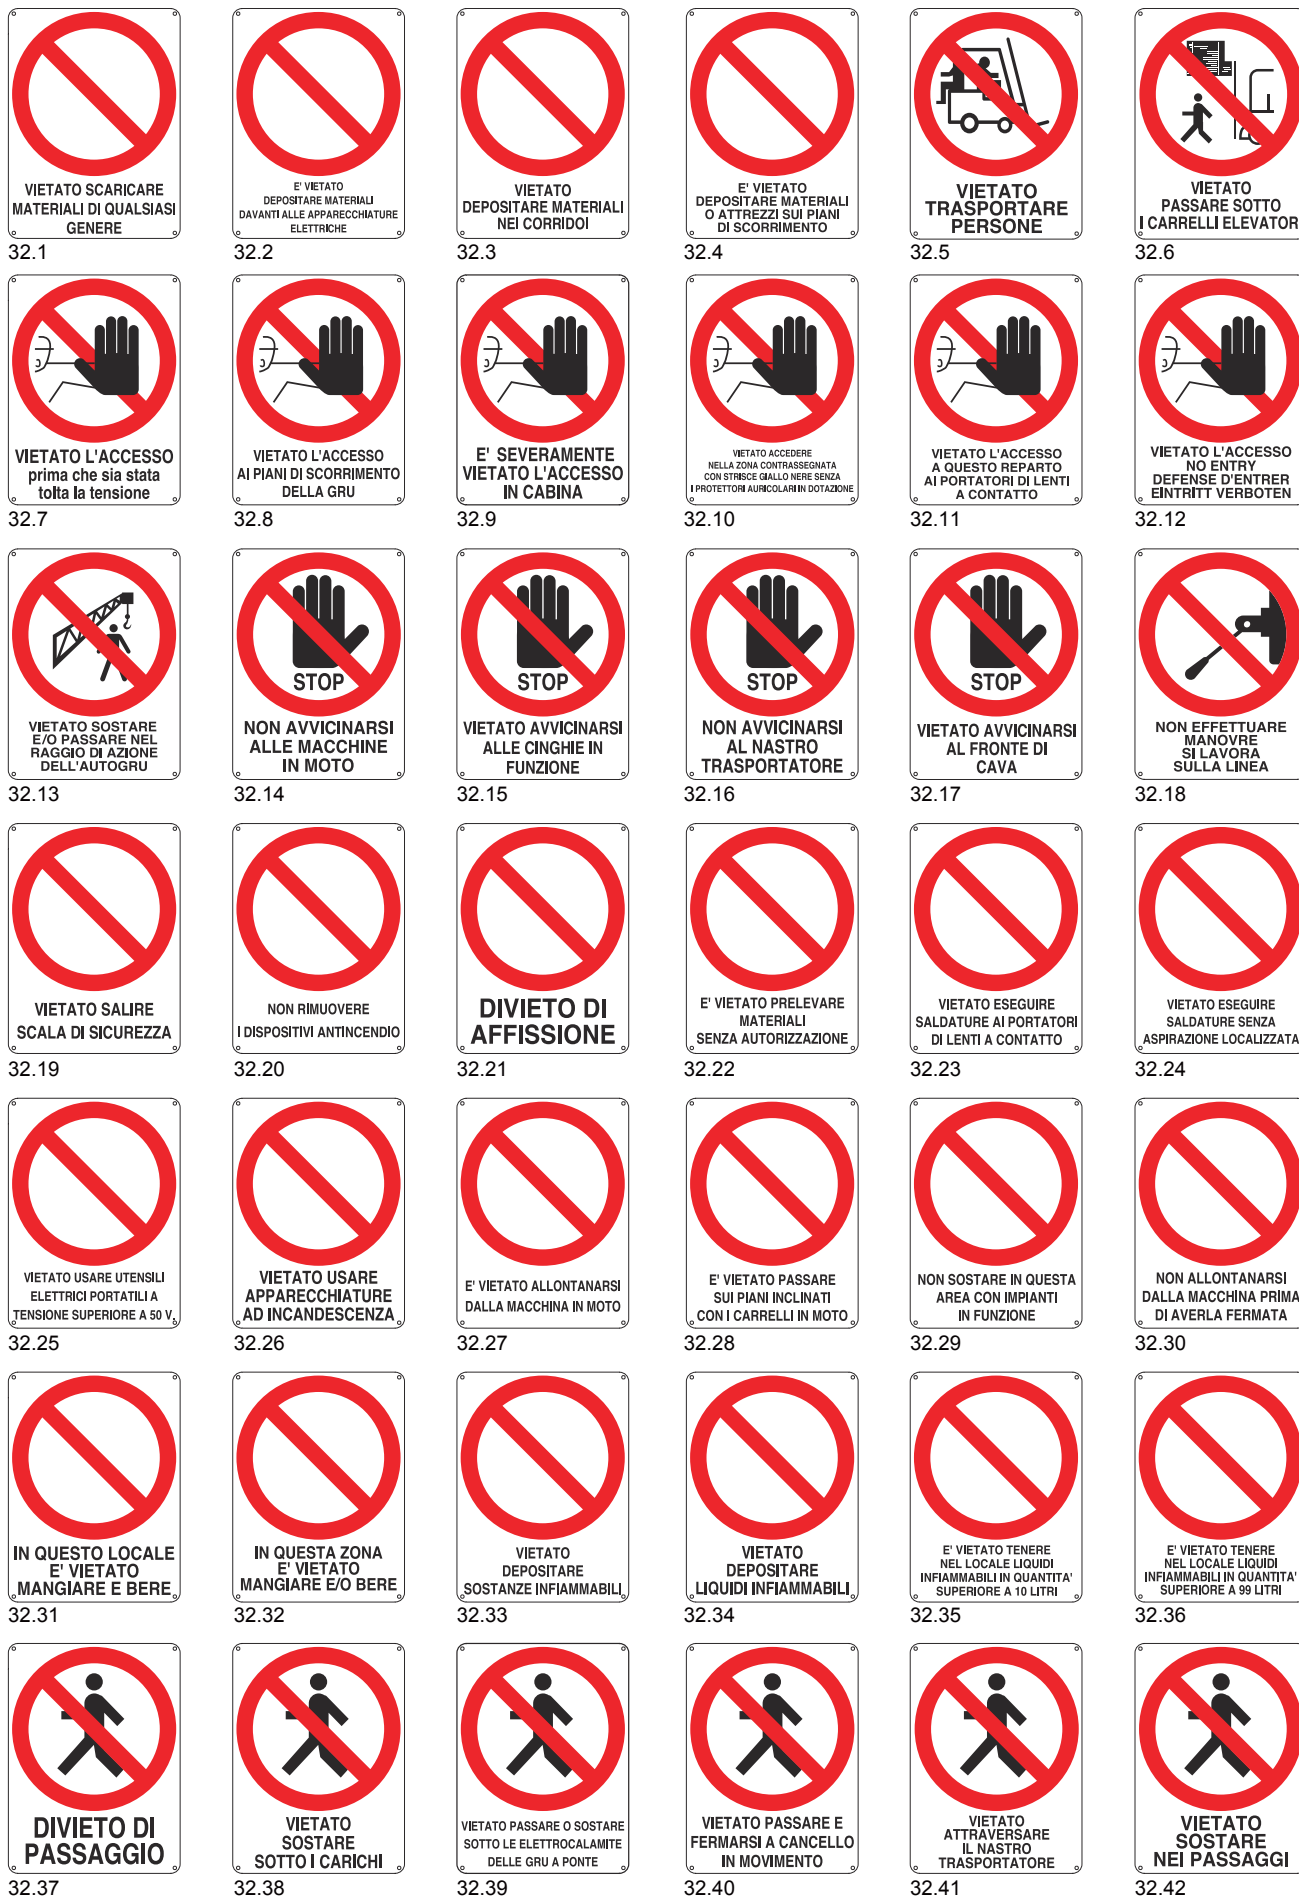 VIETATO SCARICARE
MATERIALI DI QUALSIASI
GENERE
32.1
E' VIETATO
DEPOSITARE MATERIALI
DAVANTI ALLE APPARECCHIATURE
ELETTRICHE
32.2
VIETATO
DEPOSITARE MATERIALI
NEI CORRIDOI
32.3
E' VIETATO
DEPOSITARE MATERIALI
O ATTREZZI SUI PIANI
DI SCORRIMENTO
32.4
VIETATO
TRASPORTARE
PERSONE
32.5
VIETATO
PASSARE SOTTO
I CARRELLI ELEVATOR
32.6
VIETATO L'ACCESSO
prima che sia stata
tolta la tensione
32.7
VIETATO L'ACCESSO
AI PIANI DI SCORRIMENTO
DELLA GRU
32.8
E' SEVERAMENTE
VIETATO L'ACCESSO
IN CABINA
32.9
VIETATO ACCEDERE
NELLA ZONA CONTRASSEGNATA
CON STRISCE GIALLO NERE SENZA
I PROTETTORI AURICOLARI IN DOTAZIONE
32.10
VIETATO L'ACCESSO
A QUESTO REPARTO
AI PORTATORI DI LENTI
A CONTATTO
32.11
VIETATO L'ACCESSO
NO ENTRY
DEFENSE D'ENTRER
EINTRITT VERBOTEN
32.12
VIETATO SOSTARE
E/O PASSARE NEL
RAGGIO DI AZIONE
DELL'AUTOGRU
32.13
STOP
NON AVVICINARSI
ALLE MACCHINE
IN MOTO
32.14
STOP
VIETATO AVVICINARSI
ALLE CINGHIE IN
FUNZIONE
32.15
STOP
NON AVVICINARSI
AL NASTRO
TRASPORTATORE
32.16
STOP
VIETATO AVVICINARSI
AL FRONTE DI
CAVA
32.17
NON EFFETTUARE
MANOVRE
SI LAVORA
SULLA LINEA
32.18
VIETATO SALIRE
SCALA DI SICUREZZA
32.19
NON RIMUOVERE
I DISPOSITIVI ANTINCENDIO
32.20
DIVIETO DI
AFFISSIONE
32.21
E' VIETATO PRELEVARE
MATERIALI
SENZA AUTORIZZAZIONE
32.22
VIETATO ESEGUIRE
SALDATURE AI PORTATORI
DI LENTI A CONTATTO
32.23
VIETATO ESEGUIRE
SALDATURE SENZA
ASPIRAZIONE LOCALIZZATA
32.24
VIETATO USARE UTENSILI
ELETTRICI PORTATILI A
TENSIONE SUPERIORE A 50 V.
32.25
VIETATO USARE
APPARECCHIATURE
AD INCANDESCENZA
32.26
E' VIETATO ALLONTANARSI
DALLA MACCHINA IN MOTO
32.27
E' VIETATO PASSARE
SUI PIANI INCLINATI
CON I CARRELLI IN MOTO
32.28
NON SOSTARE IN QUESTA
AREA CON IMPIANTI
IN FUNZIONE
32.29
NON ALLONTANARSI
DALLA MACCHINA PRIMA
DI AVERLA FERMATA
32.30
IN QUESTO LOCALE
E' VIETATO
MANGIARE E BERE
32.31
IN QUESTA ZONA
E' VIETATO
MANGIARE E/O BERE
32.32
VIETATO
DEPOSITARE
SOSTANZE INFIAMMABILI
32.33
VIETATO
DEPOSITARE
LIQUIDI INFIAMMABILI
32.34
E' VIETATO TENERE
NEL LOCALE LIQUIDI
INFIAMMABILI IN QUANTITA'
SUPERIORE A 10 LITRI
32.35
E' VIETATO TENERE
NEL LOCALE LIQUIDI
INFIAMMABILI IN QUANTITA'
SUPERIORE A 99 LITRI
32.36
DIVIETO DI
PASSAGGIO
32.37
VIETATO
SOSTARE
SOTTO I CARICHI
32.38
VIETATO PASSARE O SOSTARE
SOTTO LE ELETTROCALAMITE
DELLE GRU A PONTE
32.39
VIETATO PASSARE E
FERMARSI A CANCELLO
IN MOVIMENTO
32.40
VIETATO
ATTRAVERSARE
IL NASTRO
TRASPORTATORE
32.41
VIETATO
SOSTARE
NEI PASSAGGI
32.42